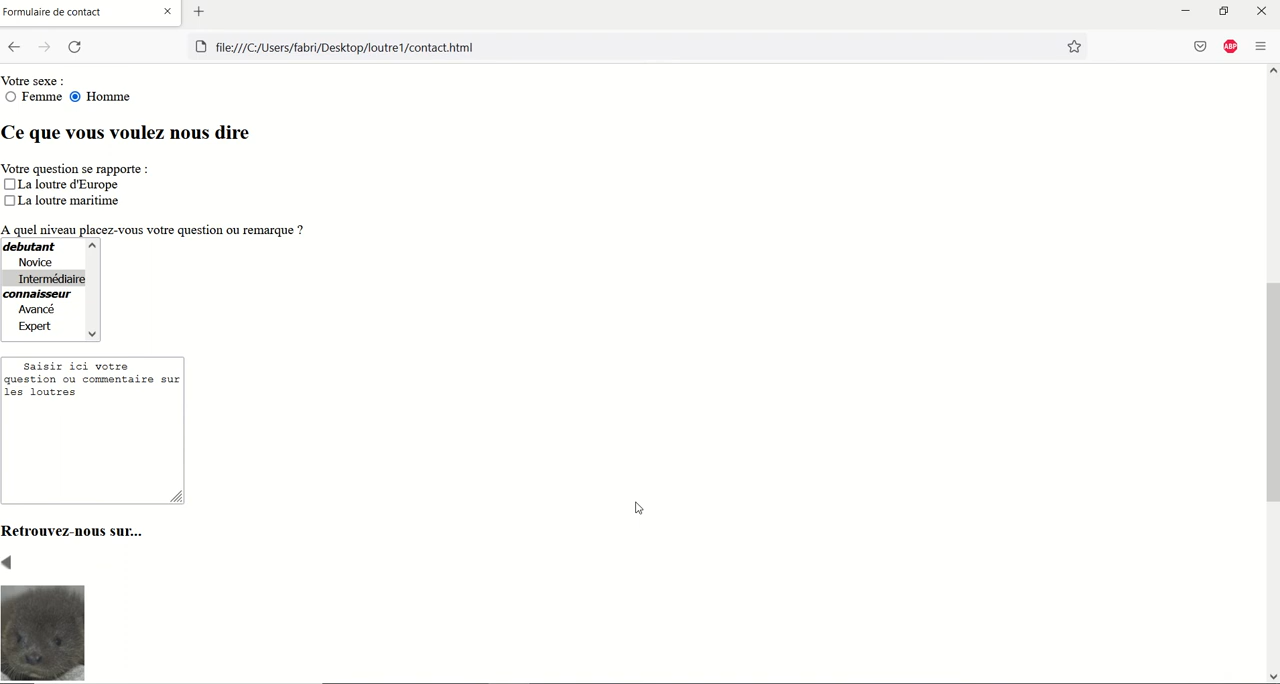 Formulaire de contact
file:///C:/Users/fabri/Desktop/loutre1/contact.html
ABP
Votre sexe :
Femme Homme
Ce que vous voulez nous dire
Votre question se rapporte :
La loutre d'Europe
La loutre maritime
A quel niveau placez-vous votre question ou remarque ?
debutant
Novice
Intermédiaire
connaisseur
Avancé
Expert
Saisir ici votre
question ou commentaire sur
les loutres
Retrouvez-nous sur...